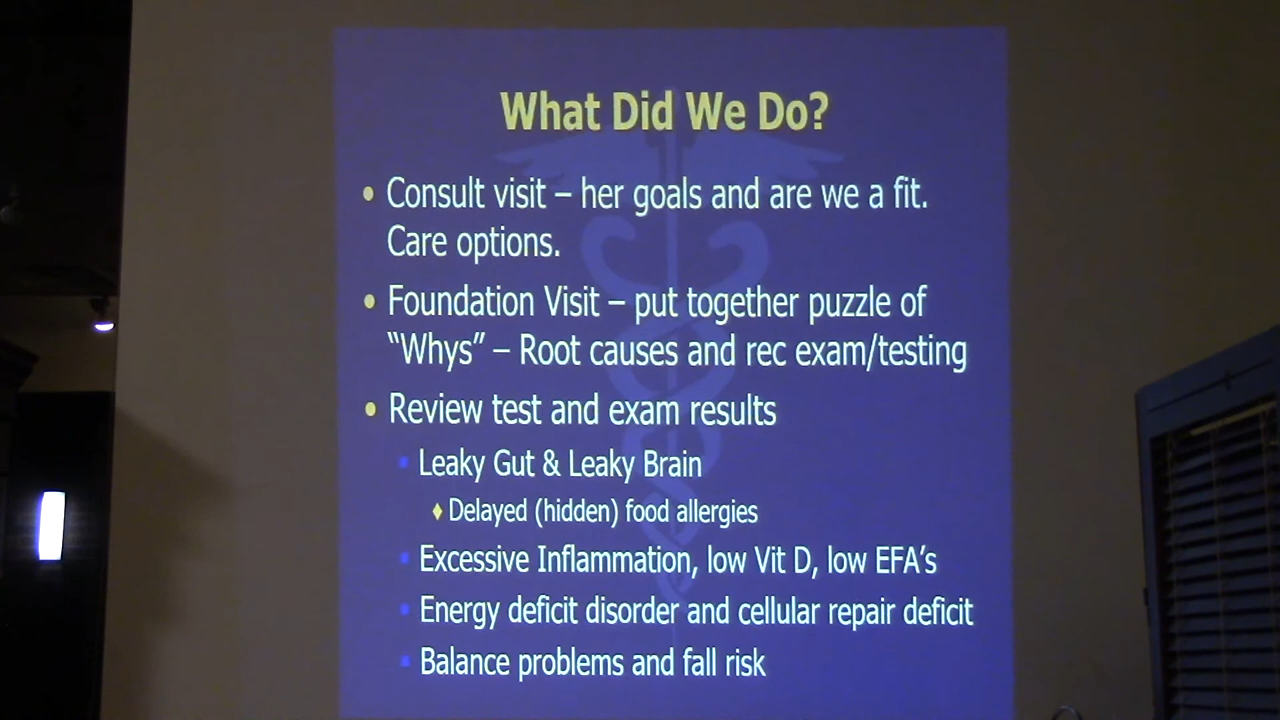 What Did We Do?
• Consult visit – her goals and are we a fit.
Care options.
• Foundation Visit – put together puzzle of
“Whys” – Root causes and rec exam/testing
• Review test and exam results
▪ Leaky Gut & Leaky Brain
♦ Delayed (hidden) food allergies
▪ Excessive Inflammation, low Vit D, low EFA’s
▪ Energy deficit disorder and cellular repair deficit
▪ Balance problems and fall risk